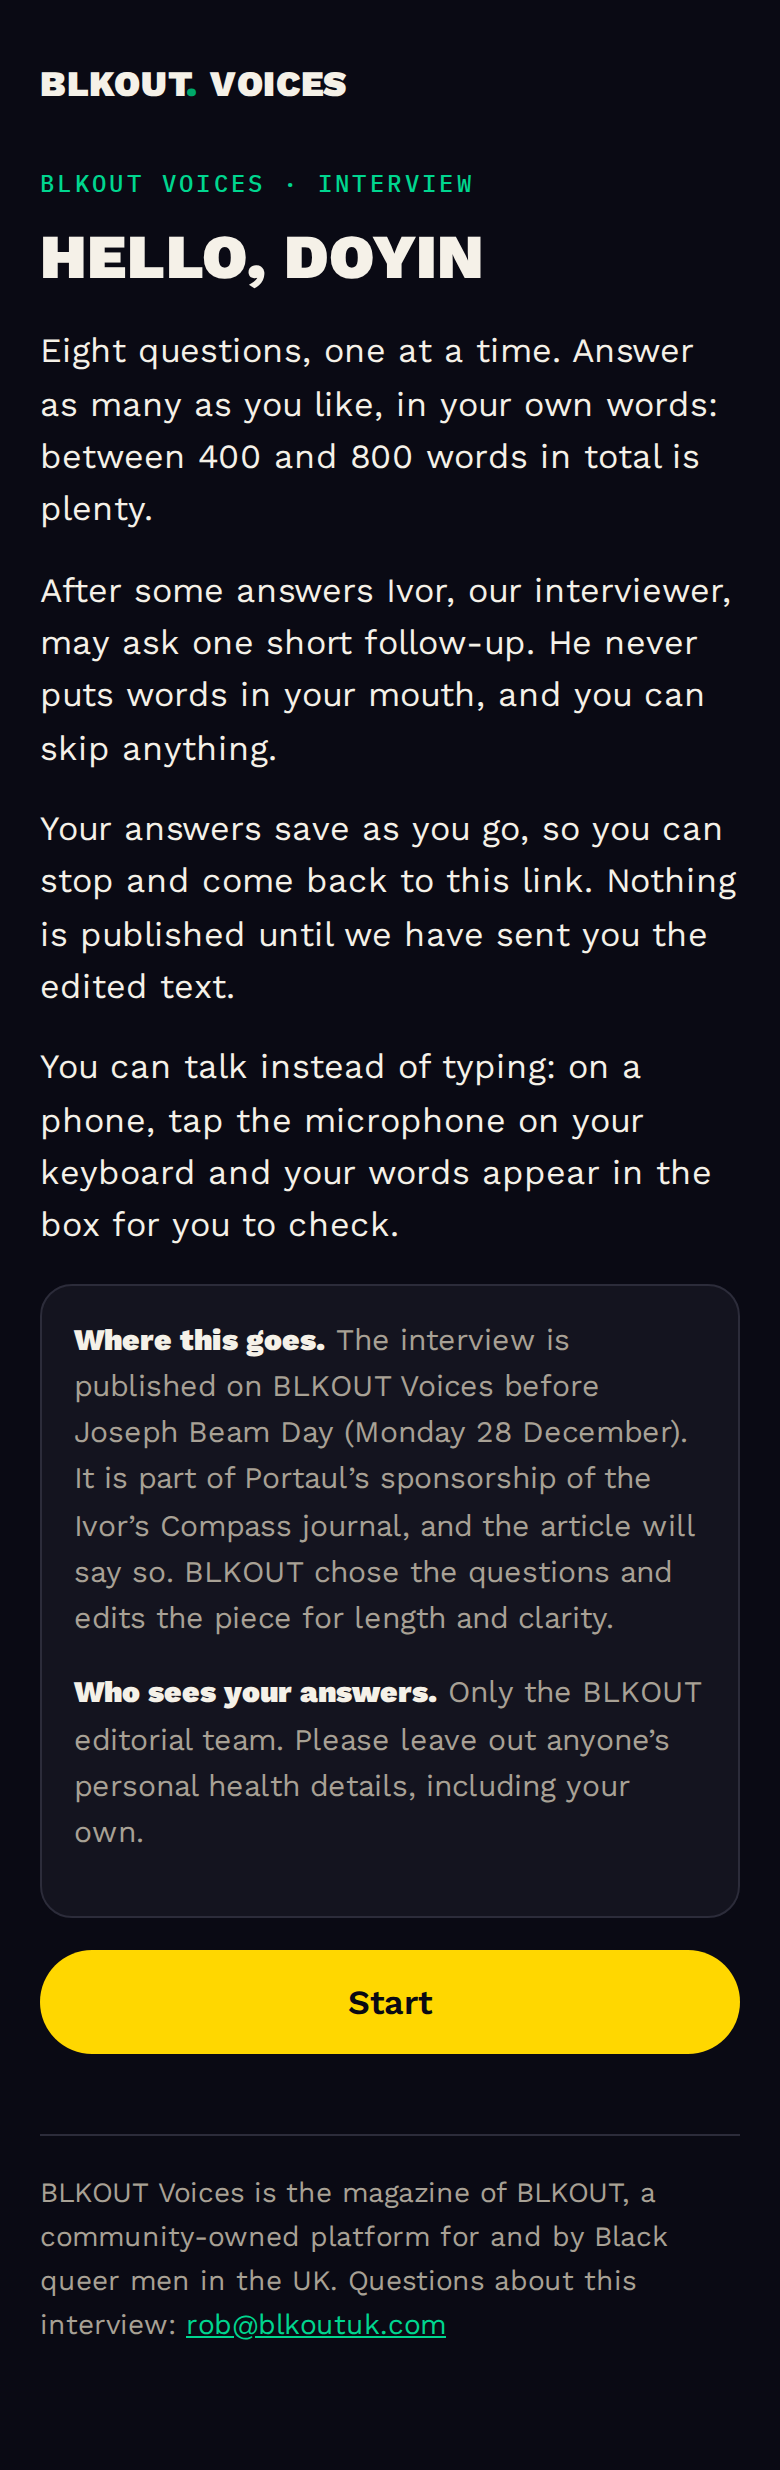 BLKOUT. VOICES
BLKOUT VOICES · INTERVIEW
HELLO, DOYIN
Eight questions, one at a time. Answer
as many as you like, in your own words:
between 400 and 800 words in total is
plenty.
After some answers Ivor, our interviewer,
may ask one short follow-up. He never
puts words in your mouth, and you can
skip anything.
Your answers save as you go, so you can
stop and come back to this link. Nothing
is published until we have sent you the
edited text.
You can talk instead of typing: on a
phone, tap the microphone on your
keyboard and your words appear in the
box for you to check.
Where this goes. The interview is
published on BLKOUT Voices before
Joseph Beam Day (Monday 28 December).
It is part of Portaul’s sponsorship of the
Ivor’s Compass journal, and the article will
say so. BLKOUT chose the questions and
edits the piece for length and clarity.
Who sees your answers. Only the BLKOUT
editorial team. Please leave out anyone’s
personal health details, including your
own.
Start
BLKOUT Voices is the magazine of BLKOUT, a
community-owned platform for and by Black
queer men in the UK. Questions about this
interview: rob@blkoutuk.com